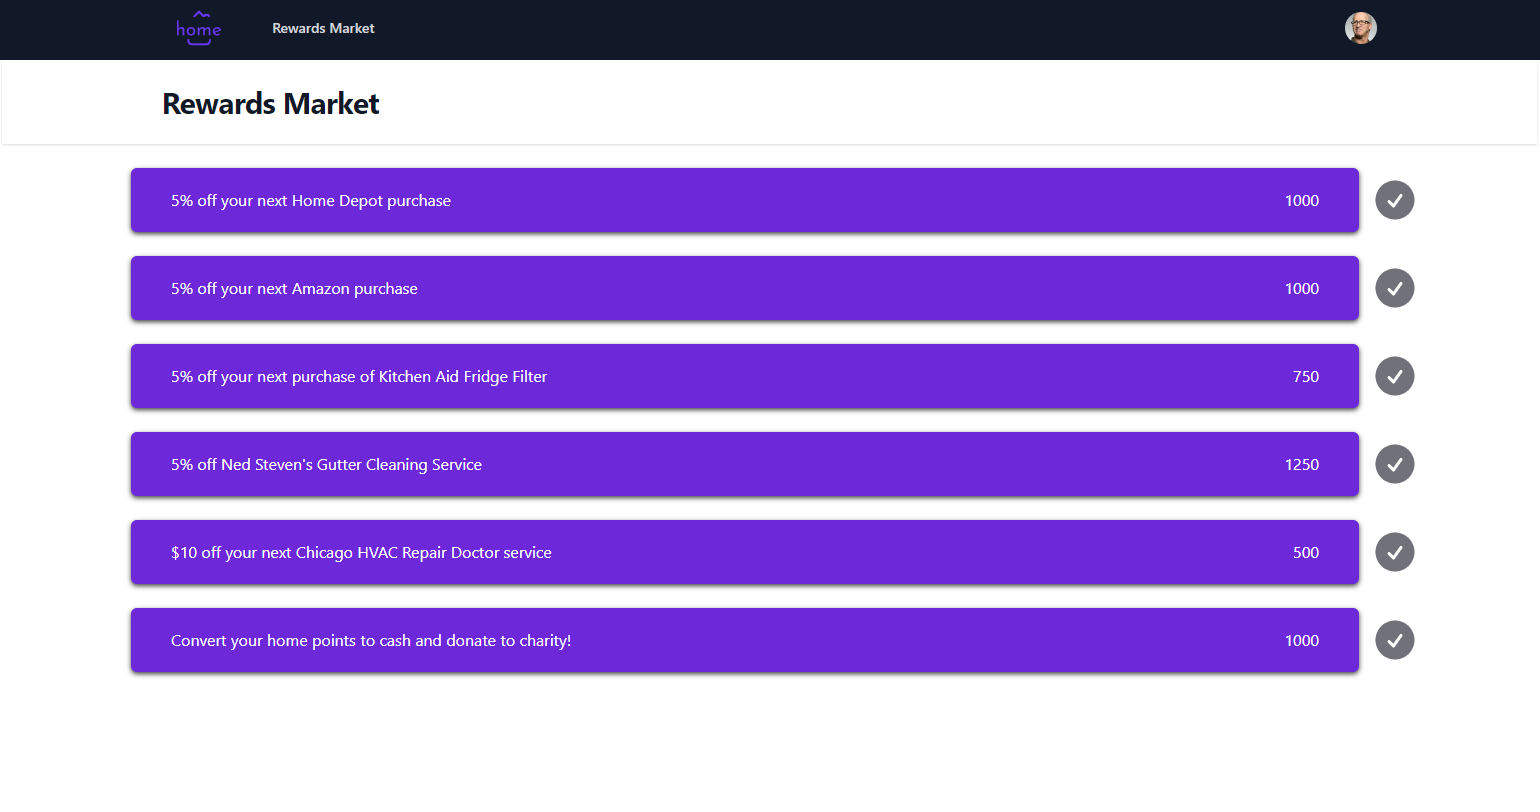 home
Rewards Market
Rewards Market
5% off your next Home Depot purchase 1000
5% off your next Amazon purchase 1000
5% off your next purchase of Kitchen Aid Fridge Filter 750
5% off Ned Steven's Gutter Cleaning Service 1250
$10 off your next Chicago HVAC Repair Doctor service 500
Convert your home points to cash and donate to charity! 1000